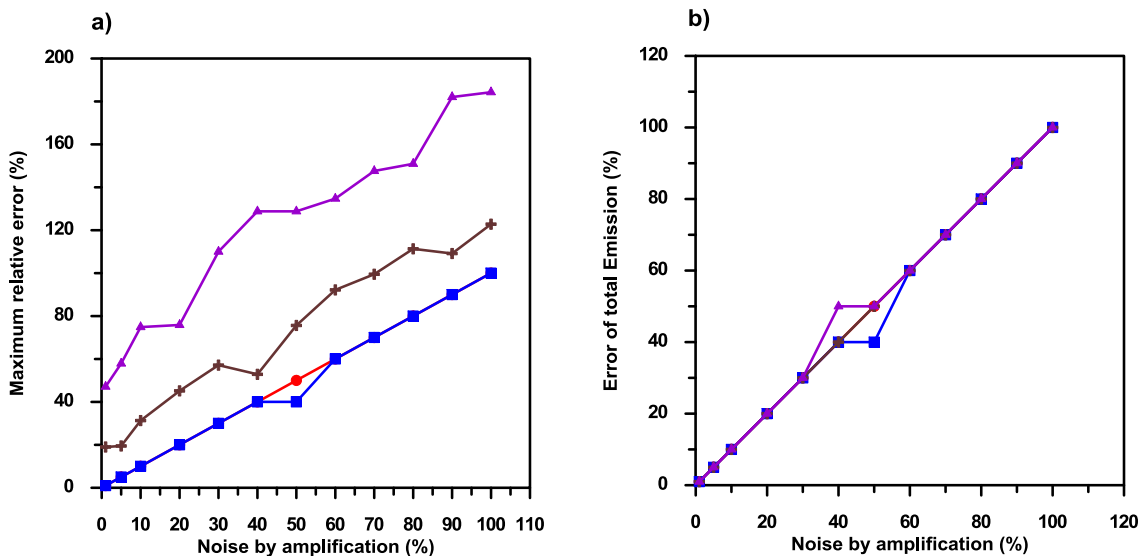 a)
Maximum relative error (%)
200
160
120
80
40
0
0 10 20 30 40 50 60 70 80 90 100 110
Noise by amplification (%)
b)
Error of total Emission (%)
120
100
80
60
40
20
0
0 20 40 60 80 100 120
Noise by amplification (%)